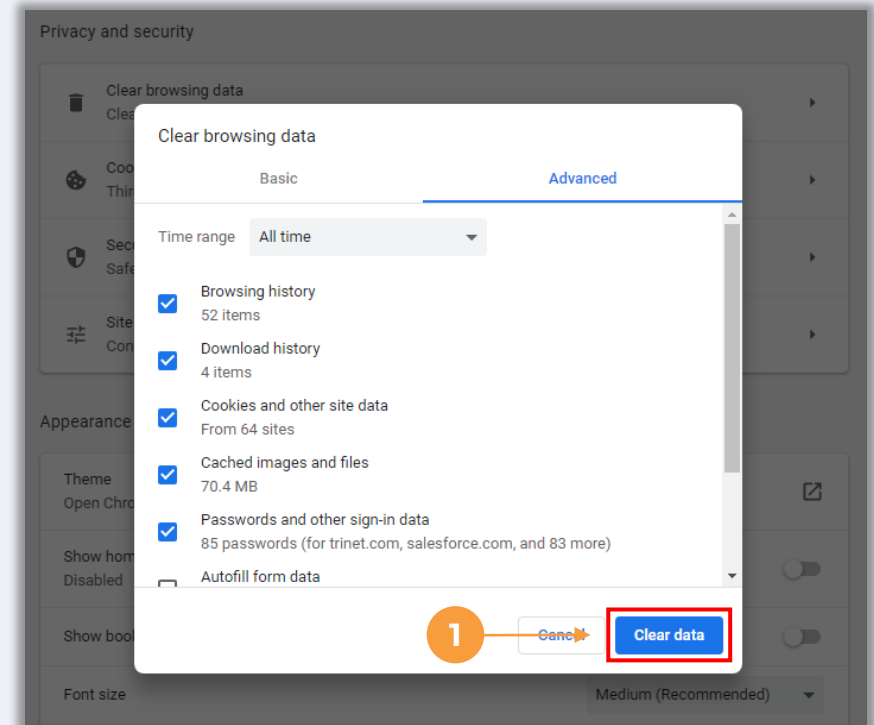 Privacy and security
Clear browsing data
Clea
Clear browsing data
Basic Advanced
Coo
Thir
Time range All time
Secu
Safe
Browsing history
52 items
Site
Con
Download history
4 items
Cookies and other site data
From 64 sites
Appearance
Cached images and files
70.4 MB
Theme
Open Chro
Passwords and other sign-in data
85 passwords (for trinet.com, salesforce.com, and 83 more)
Show hom
Disabled
Autofill form data
Show book
1 Cancel Clear data
Font size Medium (Recommended)